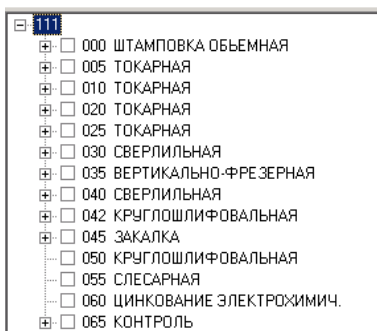 111
000 ШТАМПОВКА ОБЬЕМНАЯ
005 ТОКАРНАЯ
010 ТОКАРНАЯ
020 ТОКАРНАЯ
025 ТОКАРНАЯ
030 СВЕРЛИЛЬНАЯ
035 ВЕРТИКАЛЬНО-ФРЕЗЕРНАЯ
040 СВЕРЛИЛЬНАЯ
042 КРУГЛОШЛИФОВАЛЬНАЯ
045 ЗАКАЛКА
050 КРУГЛОШЛИФОВАЛЬНАЯ
055 СЛЕСАРНАЯ
060 ЦИНКОВАНИЕ ЭЛЕКТРОХИМИЧ.
065 КОНТРОЛЬ